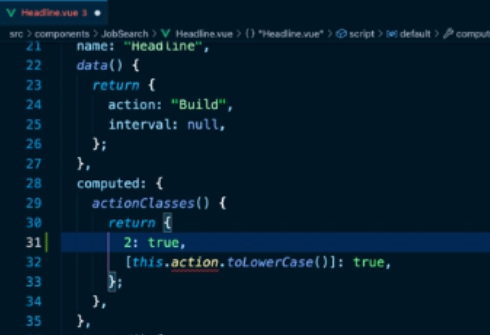 Headline.vue 3
src > components > JobSearch > Headline.vue > {} "Headline.vue" > script > default >
21 name: "Headline",
22 data() {
23 return {
24 action: "Build",
25 interval: null,
26 };
27 },
28 computed: {
29 actionClasses() {
30 return {
31 2: true,
32 [this.action.toLowerCase()]: true,
33 };
34 },
35 },